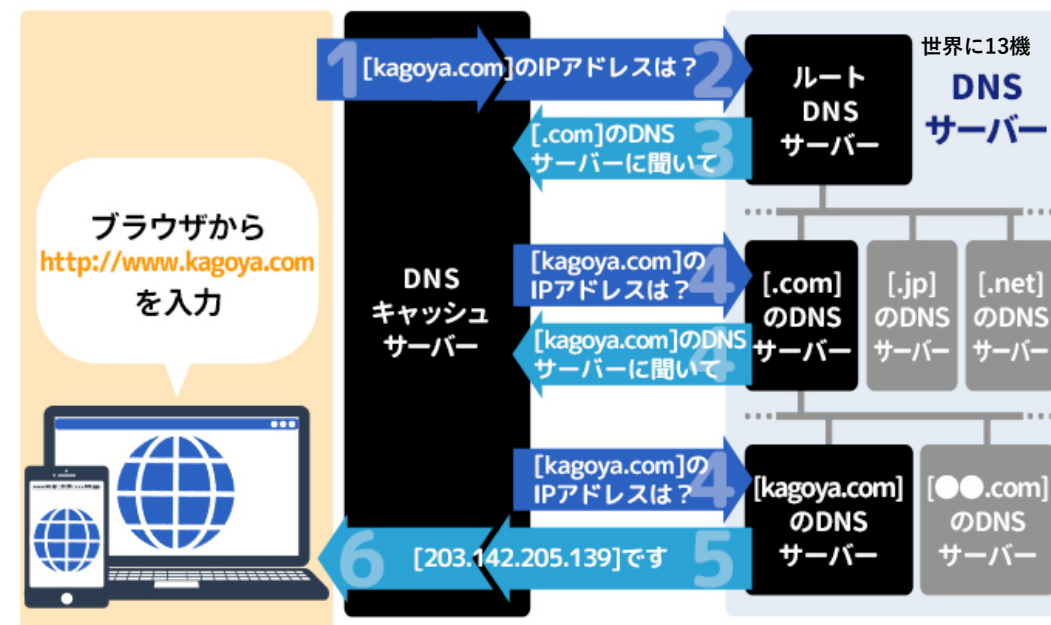 ブラウザから
http://www.kagoya.com
を入力
DNS
キャッシュ
サーバー
1
[kagoya.com]のIPアドレスは？
2
[.com]のDNS
サーバーに聞いて
3
[kagoya.com]の
IPアドレスは？
4
[kagoya.com]のDNS
サーバーに聞いて
4
[kagoya.com]の
IPアドレスは？
4
[203.142.205.139]です
5
6
世界に13機
DNS
サーバー
ルート
DNS
サーバー
[.com]
のDNS
サーバー
[.jp]
のDNS
サーバー
[.net]
のDNS
サーバー
[kagoya.com]
のDNS
サーバー
[●●.com]
のDNS
サーバー